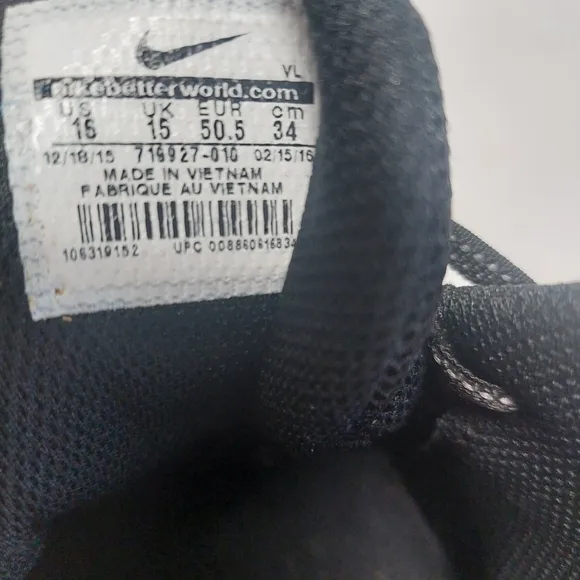 VL
nikebetterworld.com
US UK EUR cm
16 15 50.5 34
12/18/15 719927-010 02/15/16
MADE IN VIETNAM
FABRIQUE AU VIETNAM
106319152 UPC